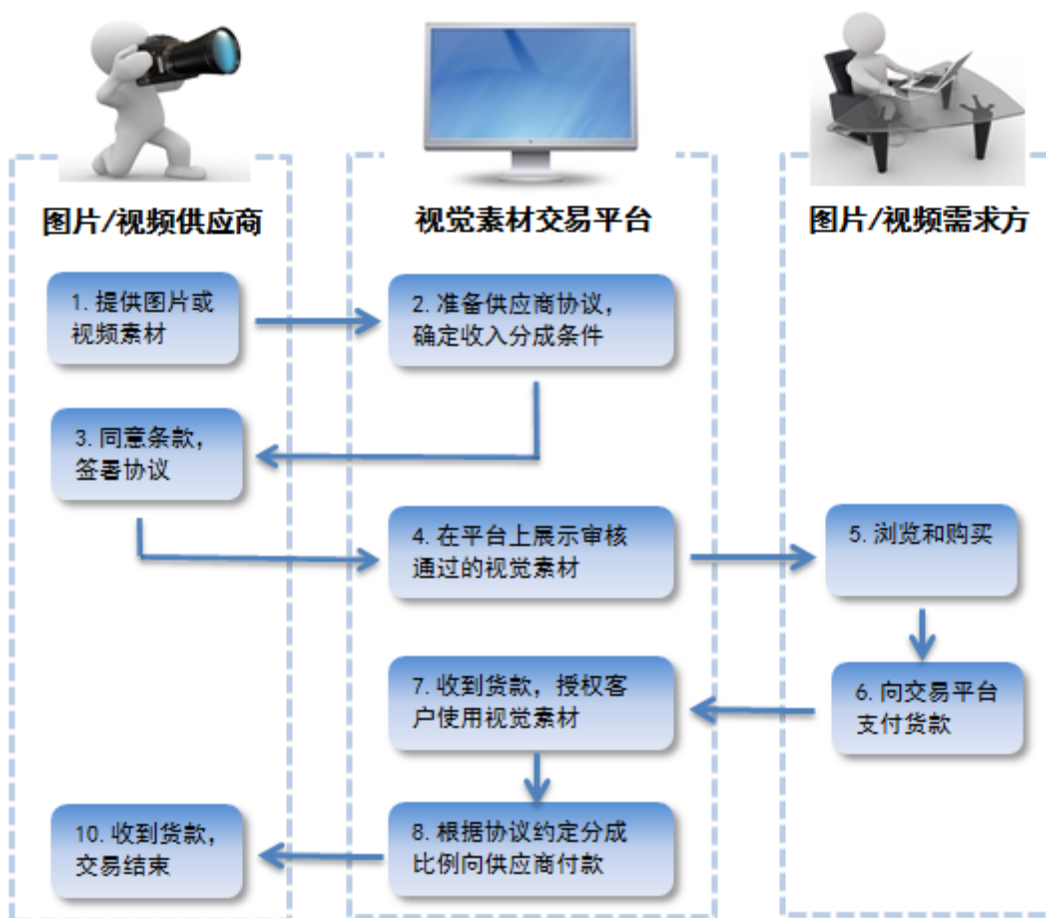 图片/视频供应商
视觉素材交易平台
图片/视频需求方
1. 提供图片或
视频素材
2. 准备供应商协议，
确定收入分成条件
3. 同意条款，
签署协议
4. 在平台上展示审核
通过的视觉素材
5. 浏览和购买
6. 向交易平台
支付货款
7. 收到货款，授权客
户使用视觉素材
8. 根据协议约定分成
比例向供应商付款
10. 收到货款，
交易结束